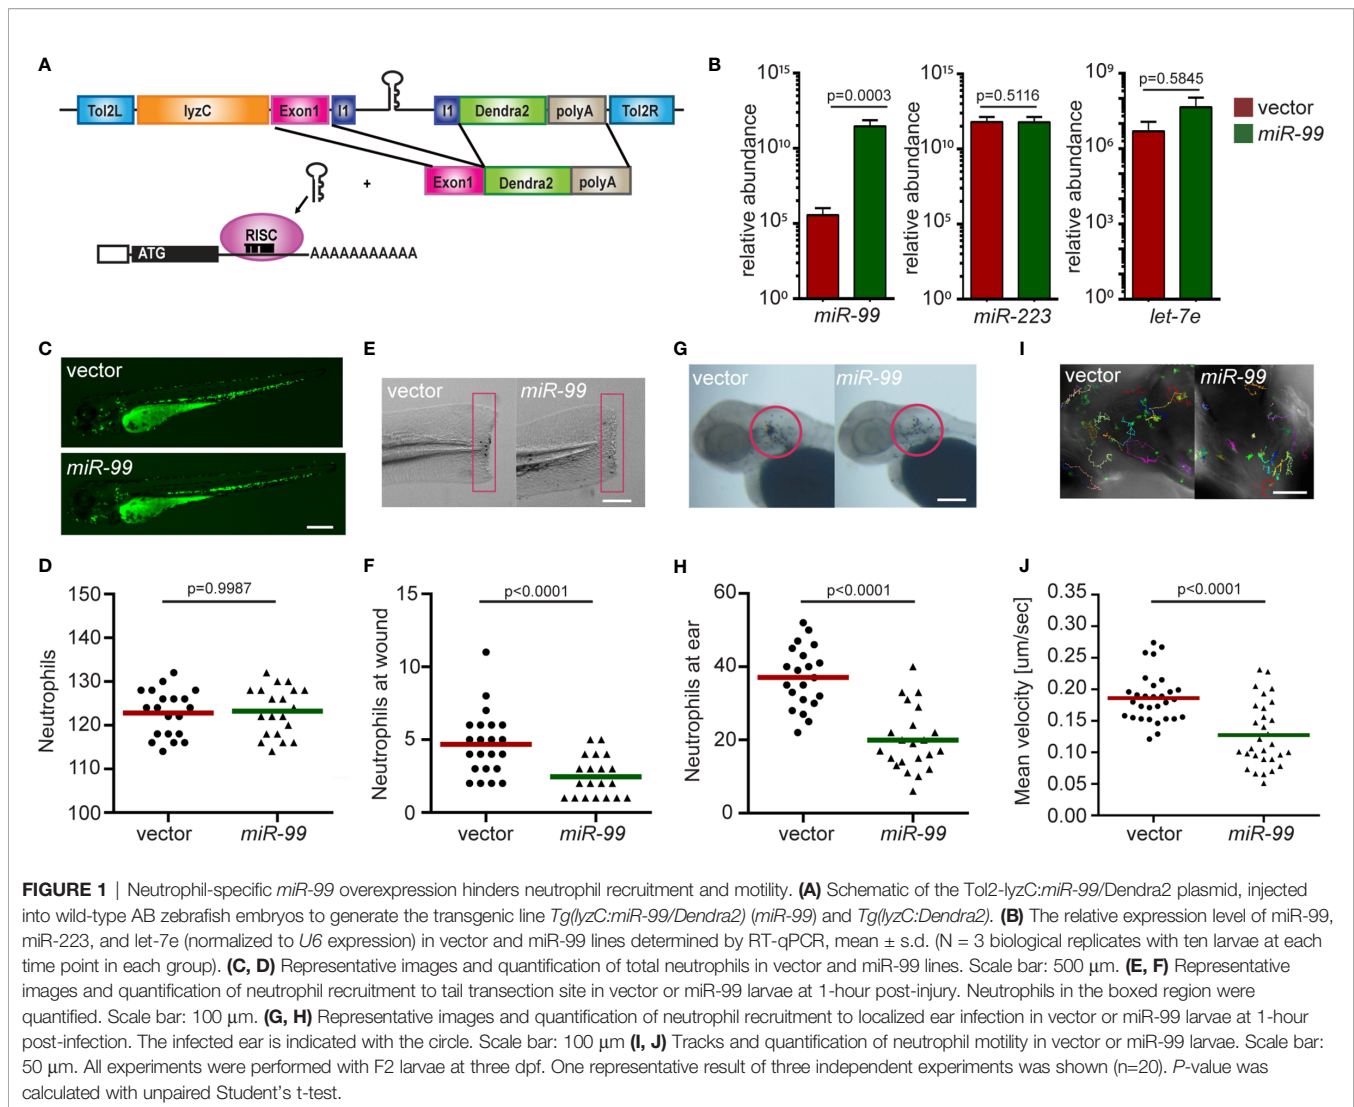 A
Tol2L lyzC Exon1 I1 I1 Dendra2 polyA Tol2R
Exon1 Dendra2 polyA
+
RISC
ATG AAAAAAAAAAA
B
relative abundance
10¹⁵
10¹⁰
10⁵
10⁰
p=0.0003
miR-99
relative abundance
10¹⁵
10¹⁰
10⁵
10⁰
p=0.5116
miR-223
relative abundance
10⁹
10⁶
10³
10⁰
p=0.5845
let-7e
vector
miR-99
C
vector
miR-99
E
vector miR-99
G
vector miR-99
I
vector miR-99
D
Neutrophils
150
140
130
120
110
100
p=0.9987
vector miR-99
F
Neutrophils at wound
15
10
5
0
p<0.0001
vector miR-99
H
Neutrophils at ear
60
40
20
0
p<0.0001
vector miR-99
J
Mean velocity [um/sec]
0.35
0.30
0.25
0.20
0.15
0.10
0.05
0.00
p<0.0001
vector miR-99
FIGURE 1 | Neutrophil-specific miR-99 overexpression hinders neutrophil recruitment and motility. (A) Schematic of the Tol2-lyzC:miR-99/Dendra2 plasmid, injected
into wild-type AB zebrafish embryos to generate the transgenic line Tg(lyzC:miR-99/Dendra2) (miR-99) and Tg(lyzC:Dendra2). (B) The relative expression level of miR-99,
miR-223, and let-7e (normalized to U6 expression) in vector and miR-99 lines determined by RT-qPCR, mean ± s.d. (N = 3 biological replicates with ten larvae at each
time point in each group). (C, D) Representative images and quantification of total neutrophils in vector and miR-99 lines. Scale bar: 500 μm. (E, F) Representative
images and quantification of neutrophil recruitment to tail transection site in vector or miR-99 larvae at 1-hour post-injury. Neutrophils in the boxed region were
quantified. Scale bar: 100 μm. (G, H) Representative images and quantification of neutrophil recruitment to localized ear infection in vector or miR-99 larvae at 1-hour
post-infection. The infected ear is indicated with the circle. Scale bar: 100 μm (I, J) Tracks and quantification of neutrophil motility in vector or miR-99 larvae. Scale bar:
50 μm. All experiments were performed with F2 larvae at three dpf. One representative result of three independent experiments was shown (n=20). P-value was
calculated with unpaired Student's t-test.